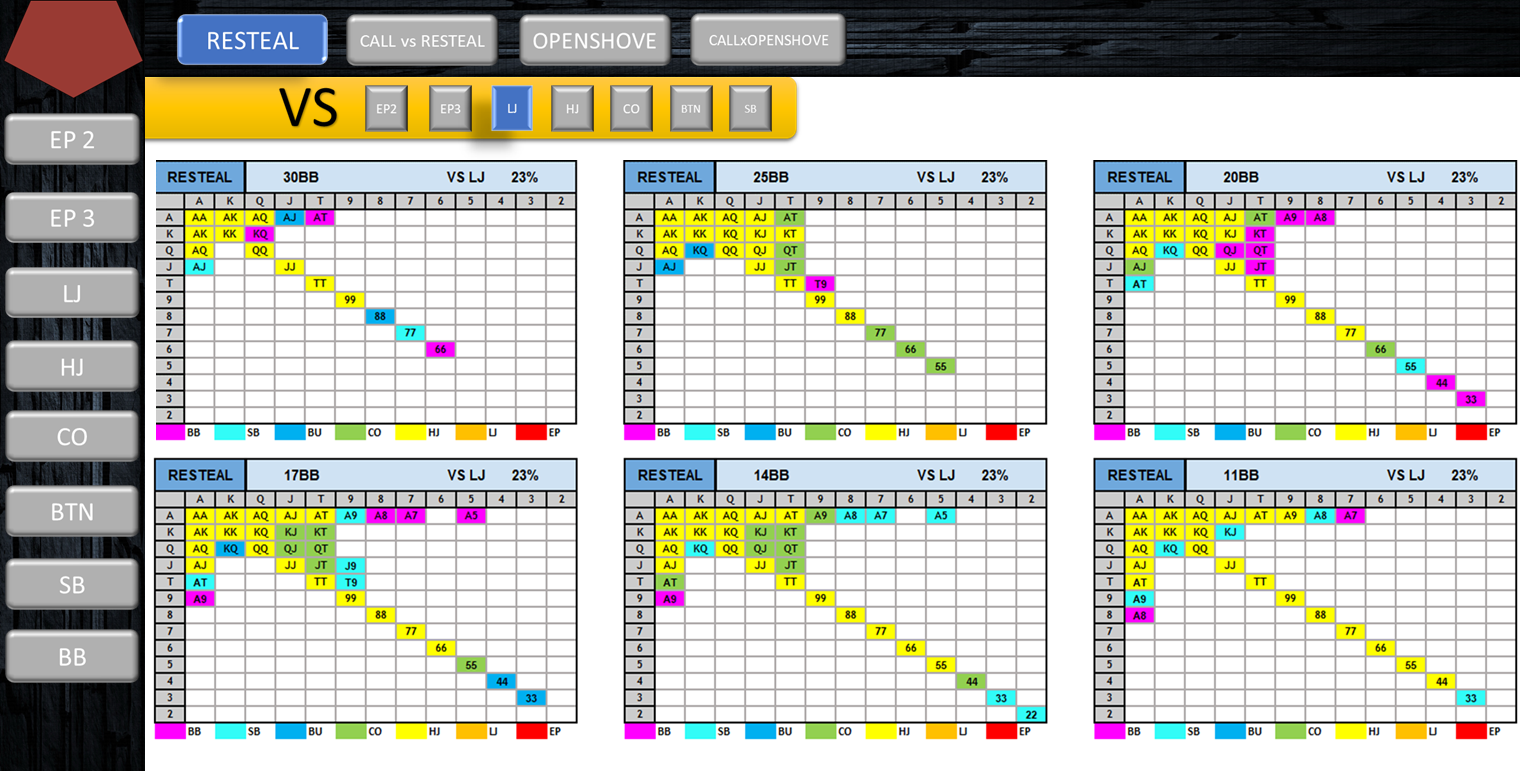 RESTEAL CALL vs RESTEAL OPENSHOVE CALLxOPENSHOVE
VS EP2 EP3 LJ HJ CO BTN SB
EP 2
EP 3
LJ
HJ
CO
BTN
SB
BB
RESTEAL 30BB VS LJ 23%
A K Q J T 9 8 7 6 5 4 3 2
A AA AK AQ AJ AT
K AK KK KQ
Q AQ QQ
J AJ JJ
T TT
9 99
8 88
7 77
6 66
5
4
3
2
BB SB BU CO HJ LJ EP
RESTEAL 25BB VS LJ 23%
A K Q J T 9 8 7 6 5 4 3 2
A AA AK AQ AJ AT
K AK KK KQ KJ KT
Q AQ KQ QQ QJ QT
J AJ JJ JT
T TT T9
9 99
8 88
7 77
6 66
5 55
4
3
2
BB SB BU CO HJ LJ EP
RESTEAL 20BB VS LJ 23%
A K Q J T 9 8 7 6 5 4 3 2
A AA AK AQ AJ AT A9 A8
K AK KK KQ KJ KT
Q AQ KQ QQ QJ QT
J AJ JJ JT
T AT TT
9 99
8 88
7 77
6 66
5 55
4 44
3 33
2
BB SB BU CO HJ LJ EP
RESTEAL 17BB VS LJ 23%
A K Q J T 9 8 7 6 5 4 3 2
A AA AK AQ AJ AT A9 A8 A7 A5
K AK KK KQ KJ KT
Q AQ KQ QQ QJ QT
J AJ JJ JT J9
T AT TT T9
9 A9 99
8 88
7 77
6 66
5 55
4 44
3 33
2
BB SB BU CO HJ LJ EP
RESTEAL 14BB VS LJ 23%
A K Q J T 9 8 7 6 5 4 3 2
A AA AK AQ AJ AT A9 A8 A7 A5
K AK KK KQ KJ KT
Q AQ KQ QQ QJ QT
J AJ JJ JT
T AT TT
9 A9 99
8 88
7 77
6 66
5 55
4 44
3 33
2 22
BB SB BU CO HJ LJ EP
RESTEAL 11BB VS LJ 23%
A K Q J T 9 8 7 6 5 4 3 2
A AA AK AQ AJ AT A9 A8 A7
K AK KK KQ KJ
Q AQ KQ QQ
J AJ JJ
T AT TT
9 A9 99
8 A8 88
7 77
6 66
5 55
4 44
3 33
2
BB SB BU CO HJ LJ EP